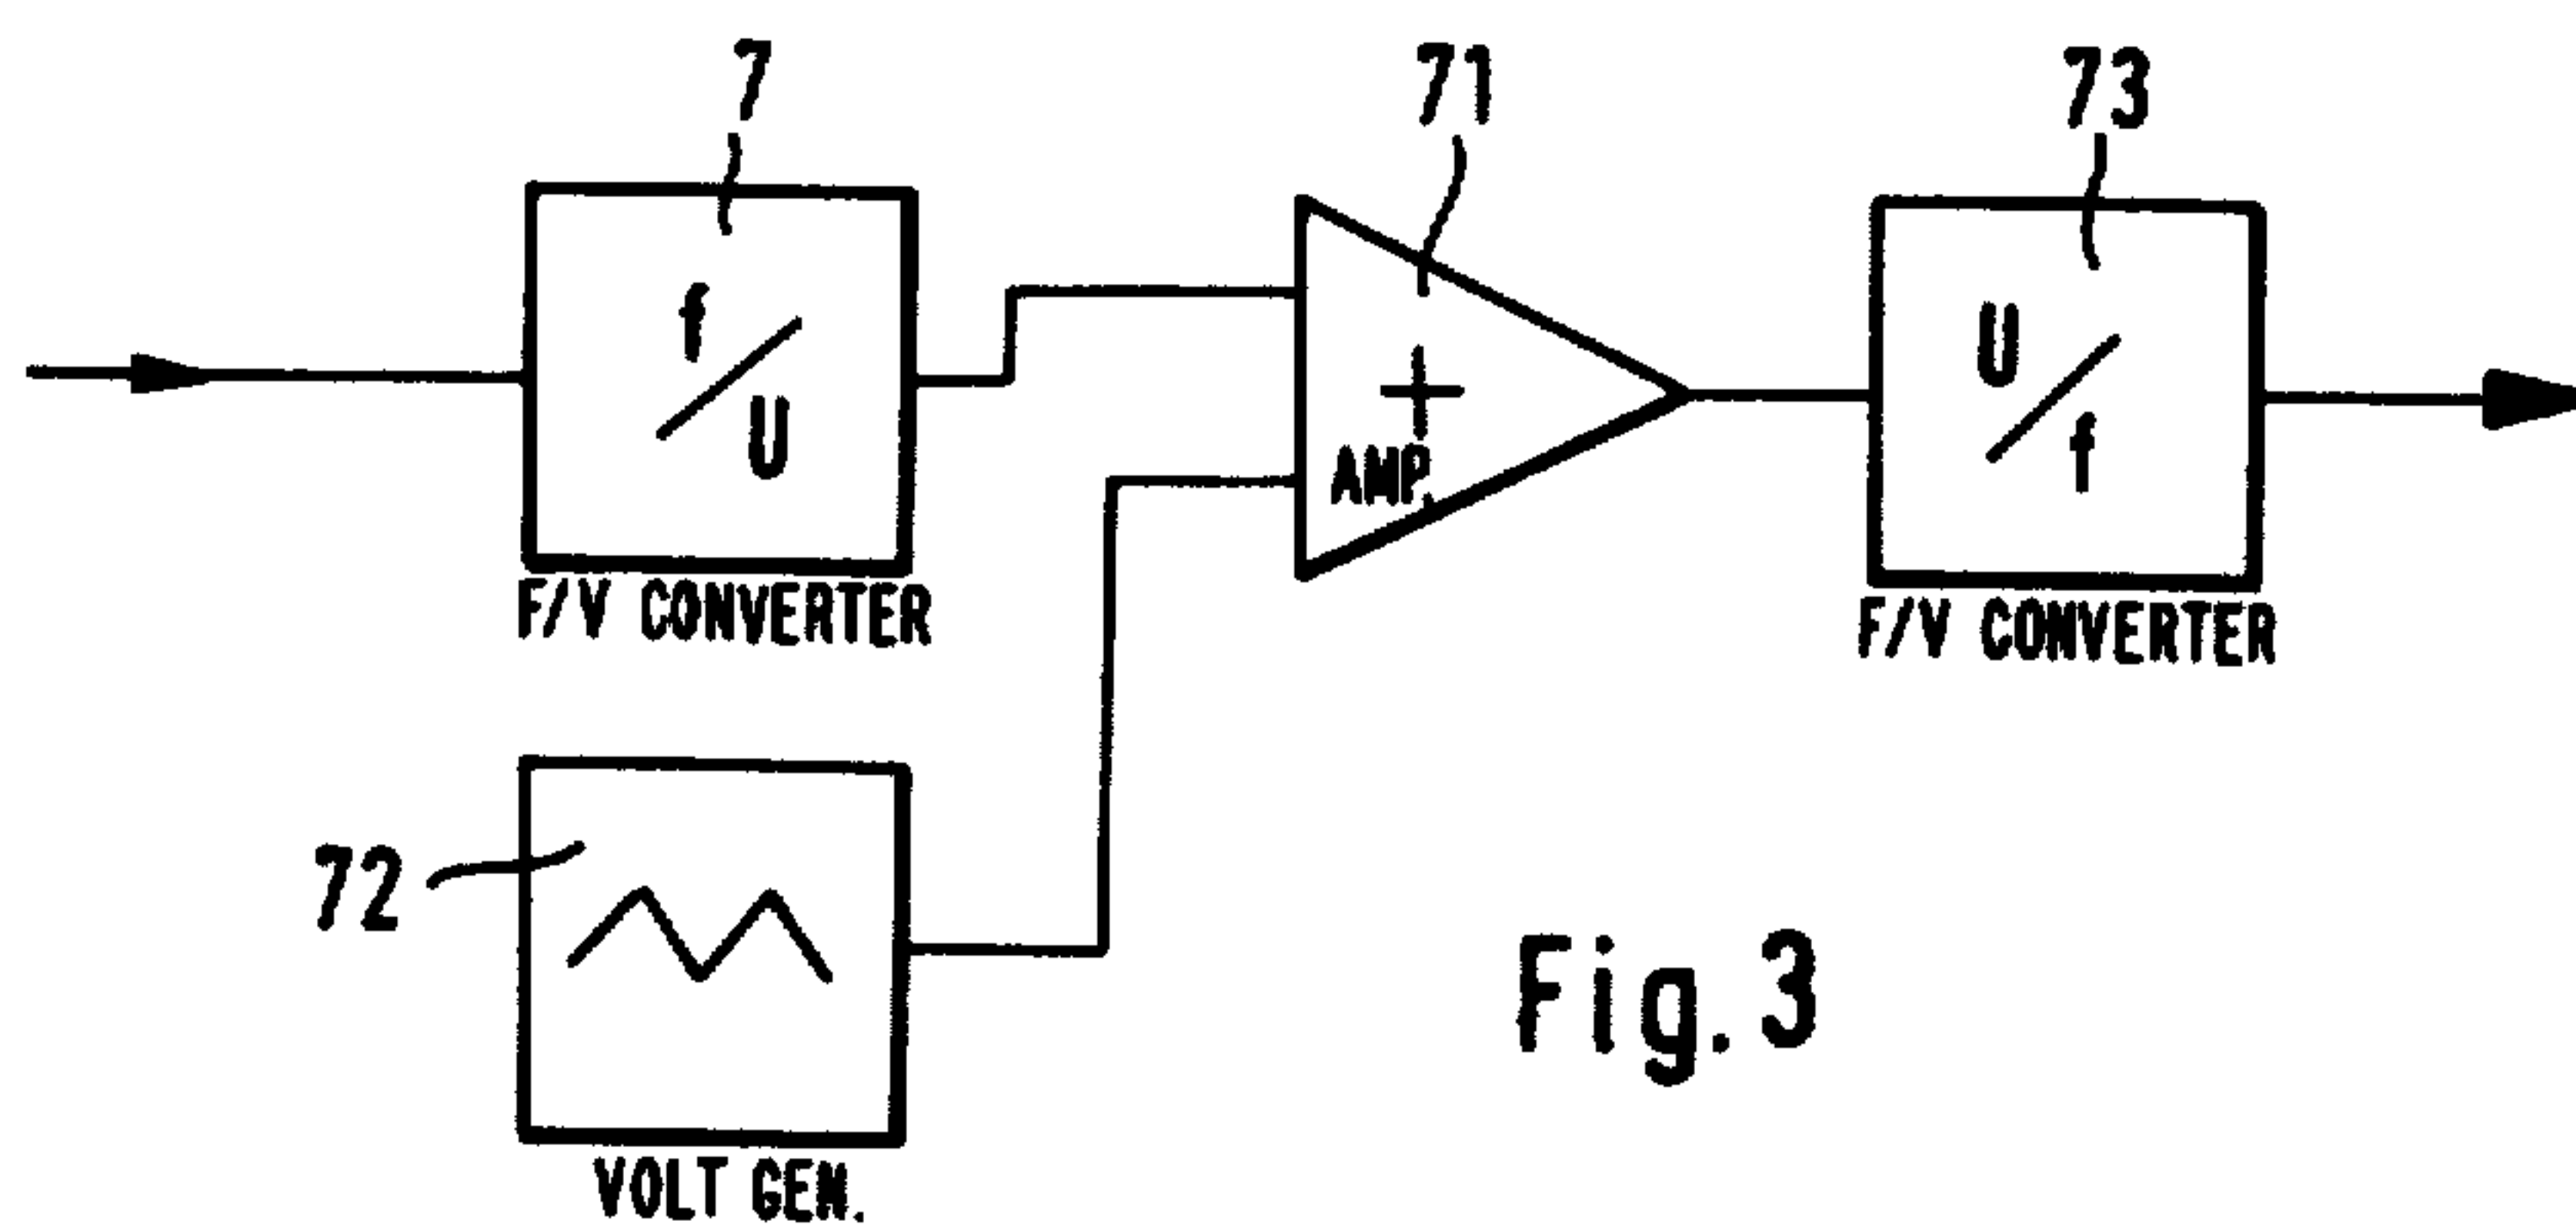 7
71
73
f
U
+
AMP.
U
f
F/V CONVERTER
F/V CONVERTER
72
VOLT GEN.
Fig. 3